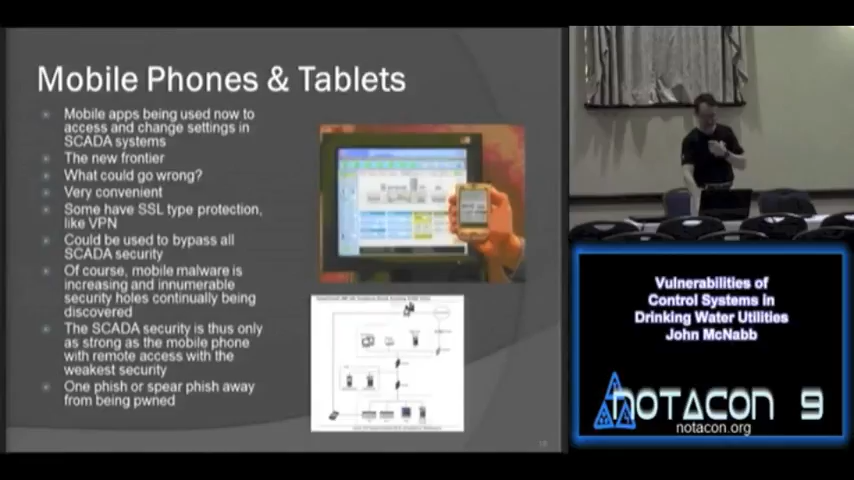 Mobile Phones & Tablets
Mobile apps being used now to
access and change settings in
SCADA systems
The new frontier
What could go wrong?
Very convenient
Some have SSL type protection,
like VPN
Could be used to bypass all
SCADA security
Of course, mobile malware is
increasing and innumerable
security holes continually being
discovered
The SCADA security is thus only
as strong as the mobile phone
with remote access with the
weakest security
One phish or spear phish away
from being pwned
Vulnerabilities of
Control Systems in
Drinking Water Utilities
John McNabb
NOTACON 9
notacon.org